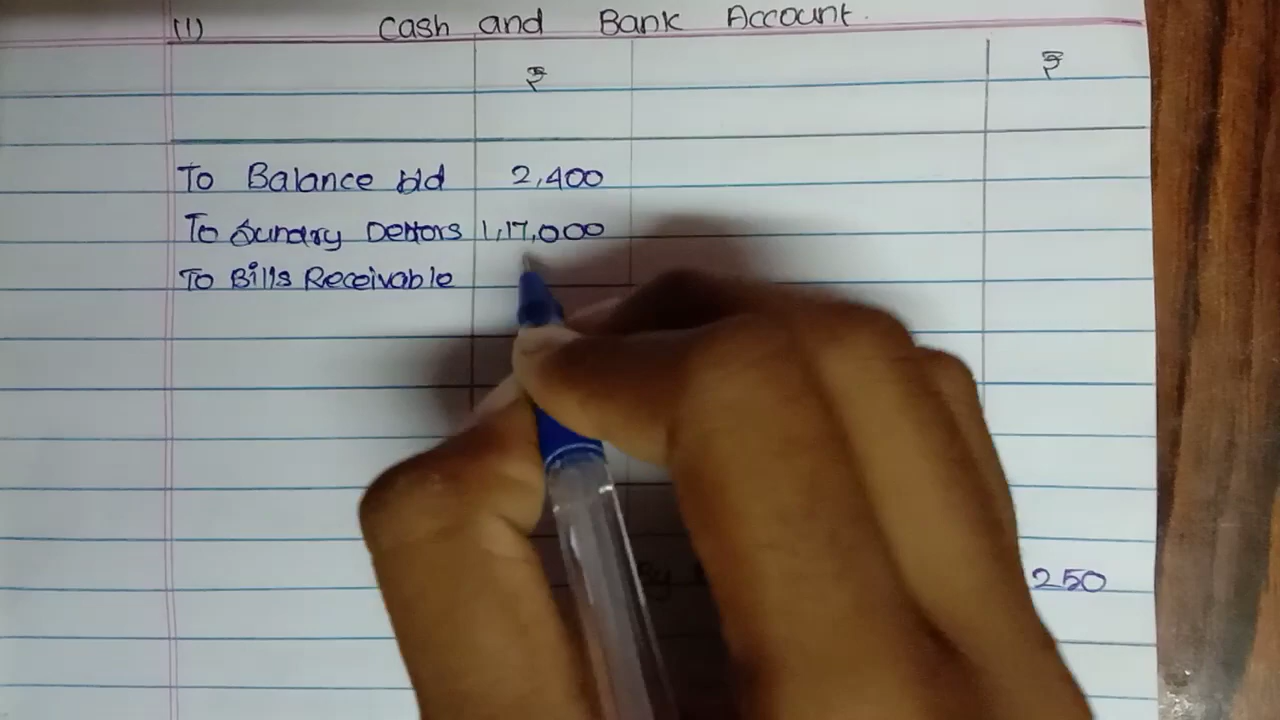 (1) Cash and Bank Account.
₹ ₹
To Balance b/d 2,400
To Sundry Debtors 1,17,000
To Bills Receivable
By 250